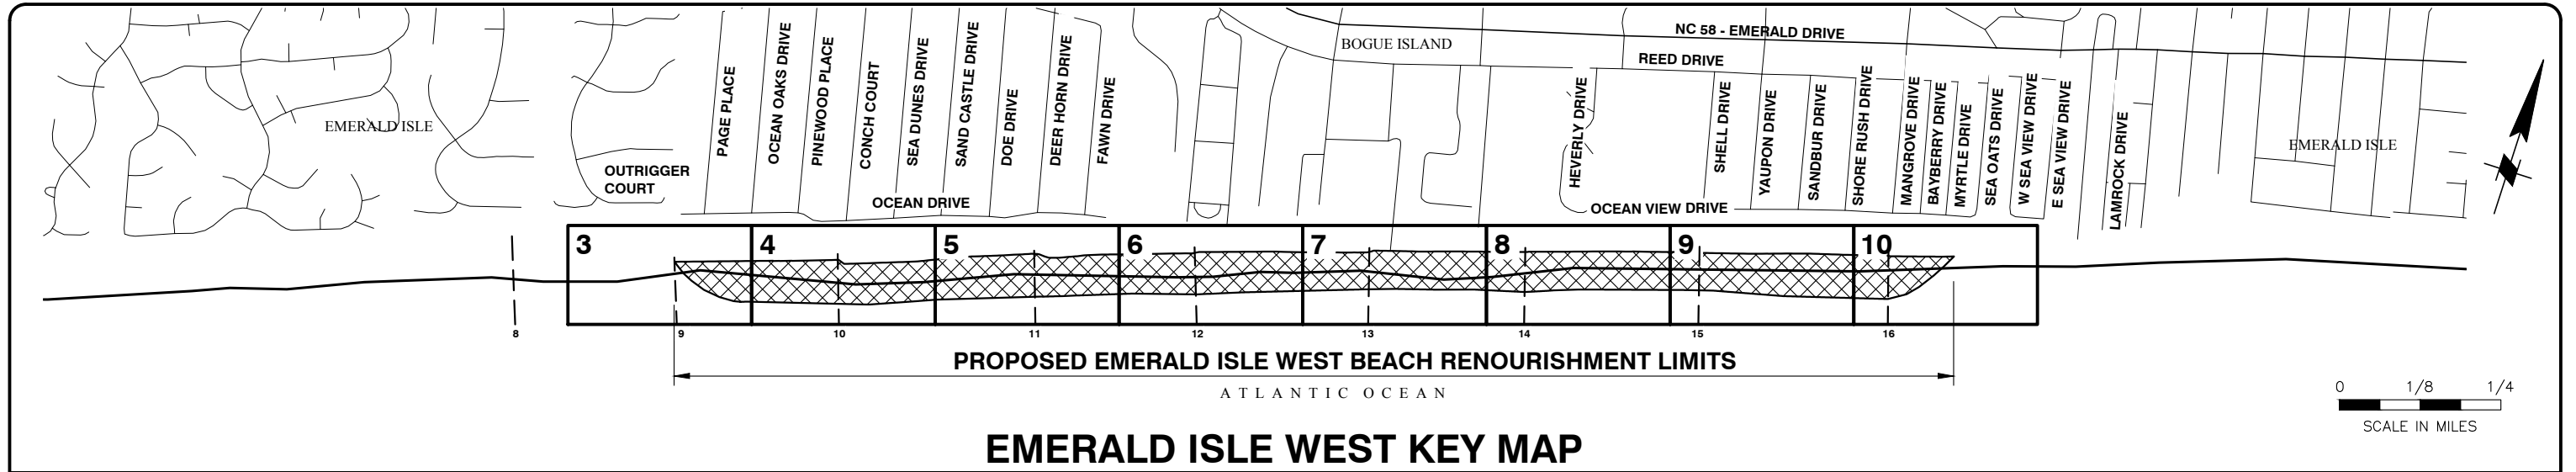 NC 58 - EMERALD DRIVE
BOGUE ISLAND
REED DRIVE
EMERALD ISLE
PAGE PLACE
OCEAN OAKS DRIVE
PINEWOOD PLACE
CONCH COURT
SEA DUNES DRIVE
SAND CASTLE DRIVE
DOE DRIVE
DEER HORN DRIVE
FAWN DRIVE
HEVERLY DRIVE
SHELL DRIVE
YAUPON DRIVE
SANDBUR DRIVE
SHORE RUSH DRIVE
MANGROVE DRIVE
BAYBERRY DRIVE
MYRTLE DRIVE
SEA OATS DRIVE
W SEA VIEW DRIVE
E SEA VIEW DRIVE
LAMROCK DRIVE
EMERALD ISLE
OUTRIGGER
COURT
OCEAN DRIVE
OCEAN VIEW DRIVE
3 4 5 6 7 8 9 10
8 9 10 11 12 13 14 15 16
PROPOSED EMERALD ISLE WEST BEACH RENOURISHMENT LIMITS
ATLANTIC OCEAN
0 1/8 1/4
SCALE IN MILES
EMERALD ISLE WEST KEY MAP